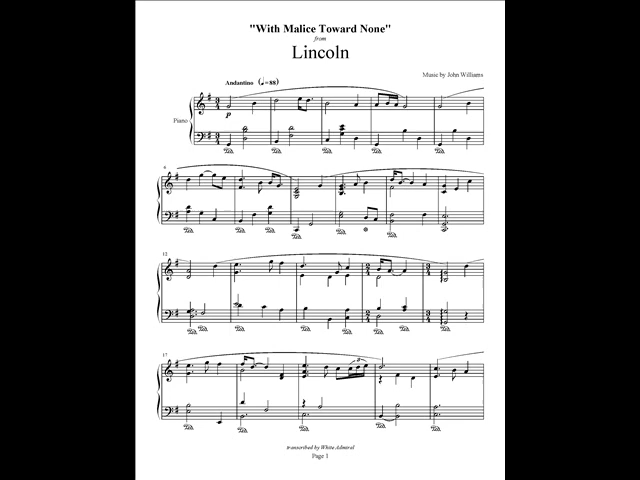 "With Malice Toward None"
from
Lincoln
Music by John Williams
Andantino (♩=88)
Piano
p
6
12
17
transcribed by White Admiral
Page 1